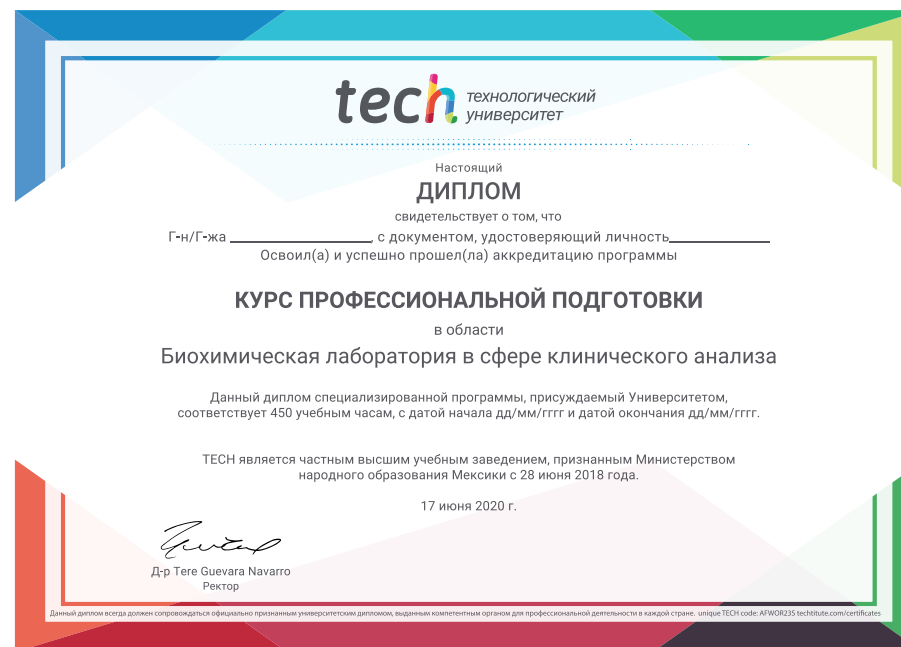 tech технологический
университет
Настоящий
ДИПЛОМ
свидетельствует о том, что
Г-н/Г-жа ____________________, с документом, удостоверяющий личность______________
Освоил(а) и успешно прошел(ла) аккредитацию программы
КУРС ПРОФЕССИОНАЛЬНОЙ ПОДГОТОВКИ
в области
Биохимическая лаборатория в сфере клинического анализа
Данный диплом специализированной программы, присуждаемый Университетом,
соответствует 450 учебным часам, с датой начала дд/мм/гггг и датой окончания дд/мм/гггг.
TECH является частным высшим учебным заведением, признанным Министерством
народного образования Мексики с 28 июня 2018 года.
17 июня 2020 г.
Д-р Tere Guevara Navarro
Ректор
Данный диплом всегда должен сопровождаться официально признанным университетским дипломом, выданным компетентным органом для профессиональной деятельности в каждой стране. unique TECH code: AFWOR23S techtitute.com/certificates